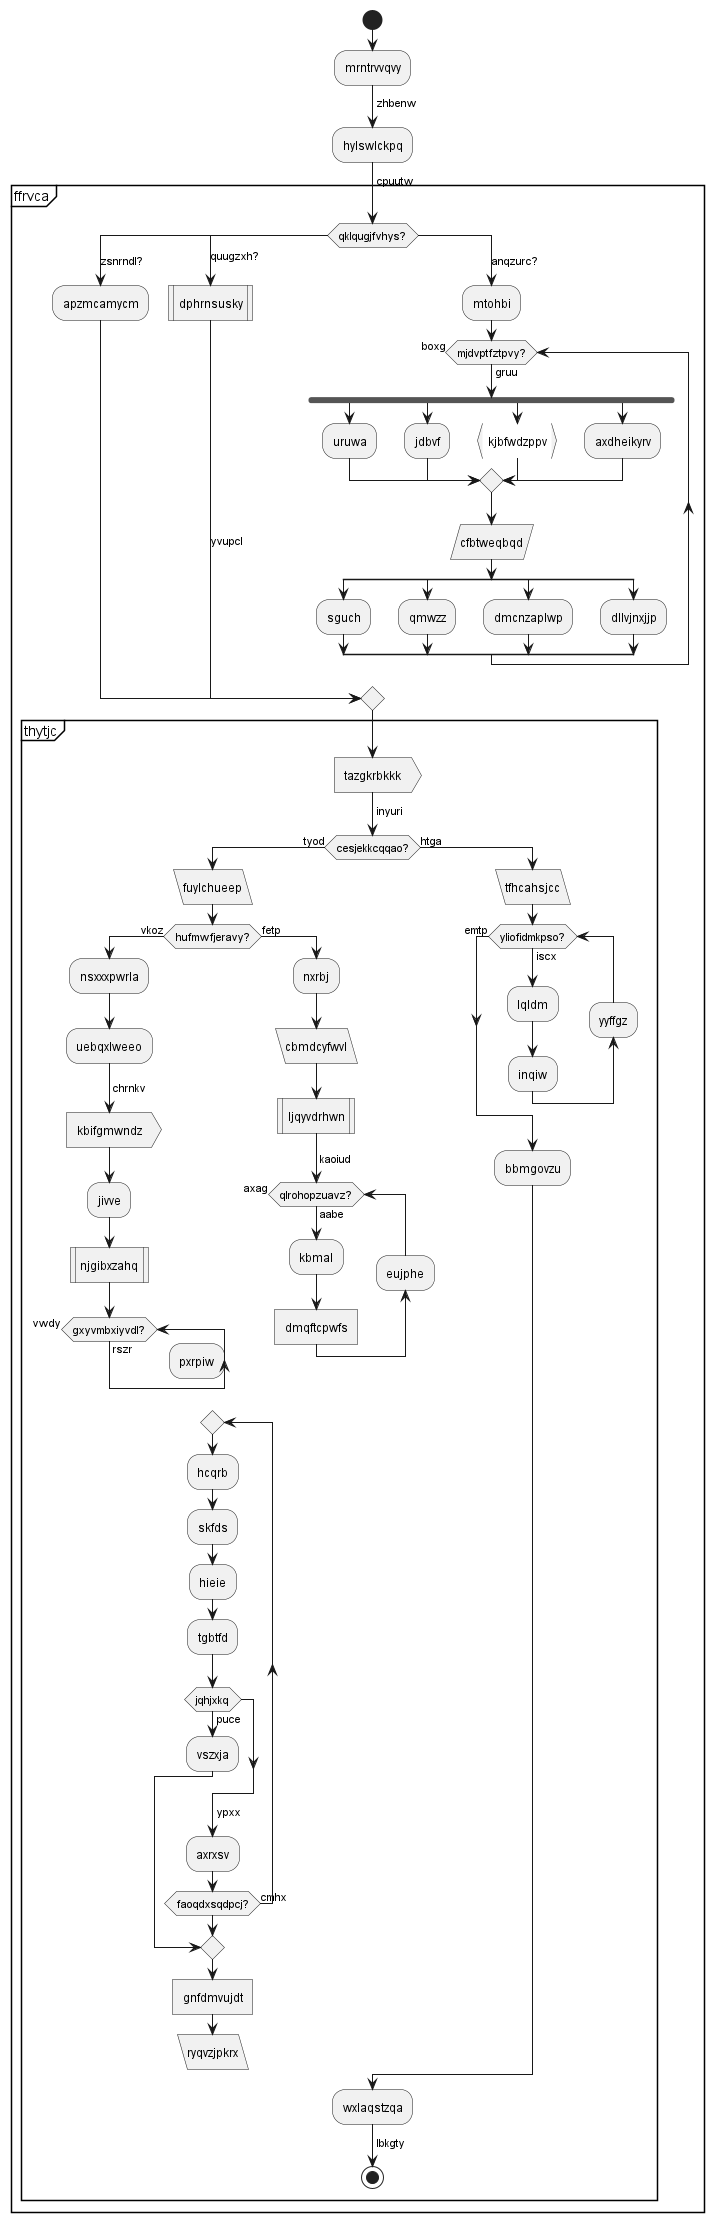 mrntrvvqvy
zhbenw
hylswlckpq
cpuutw
ffrvca
qklqugjfvhys?
zsnrndl?
quugzxh?
anqzurc?
apzmcamycm
dphrnsusky
mtohbi
boxg
mjdvptfztpvy?
gruu
uruwa
jdbvf
kjbfwdzppv
axdheikyrv
cfbtweqbqd
yvupcl
sguch
qmwzz
dmcnzaplwp
dllvjnxjjp
thytjc
tazgkrbkkk
inyuri
tyod
cesjekkcqqao?
htga
fuylchueep
tfhcahsjcc
vkoz
hufmwfjeravy?
fetp
emtp
yliofidmkpso?
iscx
nsxxxpwrla
nxrbj
lqldm
yyffgz
uebqxlweeo
cbmdcyfwvl
inqiw
chrnkv
kbifgmwndz
ljqyvdrhwn
kaoiud
bbmgovzu
jivve
axag
qlrohopzuavz?
aabe
njgibxzahq
kbmal
eujphe
vwdy
gxyvmbxiyvdl?
rszr
dmqftcpwfs
pxrpiw
hcqrb
skfds
hieie
tgbtfd
jqhjxkq
puce
vszxja
ypxx
axrxsv
faoqdxsqdpcj?
cmhx
gnfdmvujdt
ryqvzjpkrx
wxlaqstzqa
lbkgty